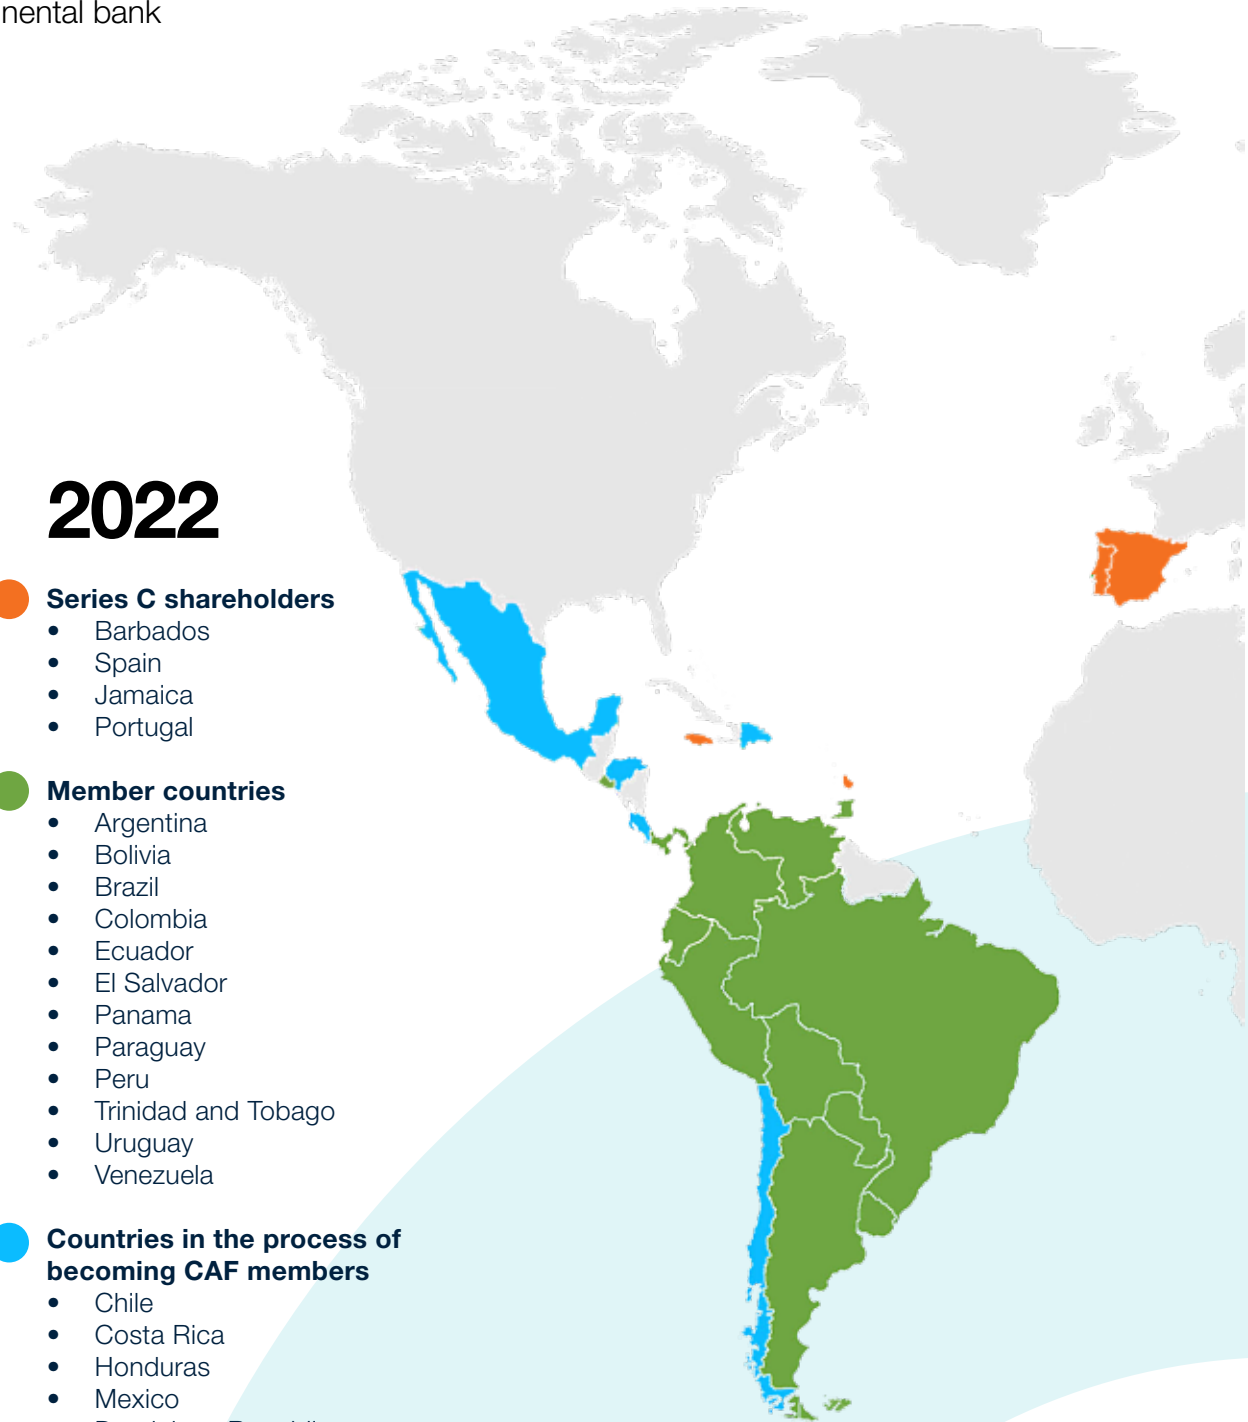 nental bank
2022
Series C shareholders
• Barbados
• Spain
• Jamaica
• Portugal
Member countries
• Argentina
• Bolivia
• Brazil
• Colombia
• Ecuador
• El Salvador
• Panama
• Paraguay
• Peru
• Trinidad and Tobago
• Uruguay
• Venezuela
Countries in the process of
becoming CAF members
• Chile
• Costa Rica
• Honduras
• Mexico